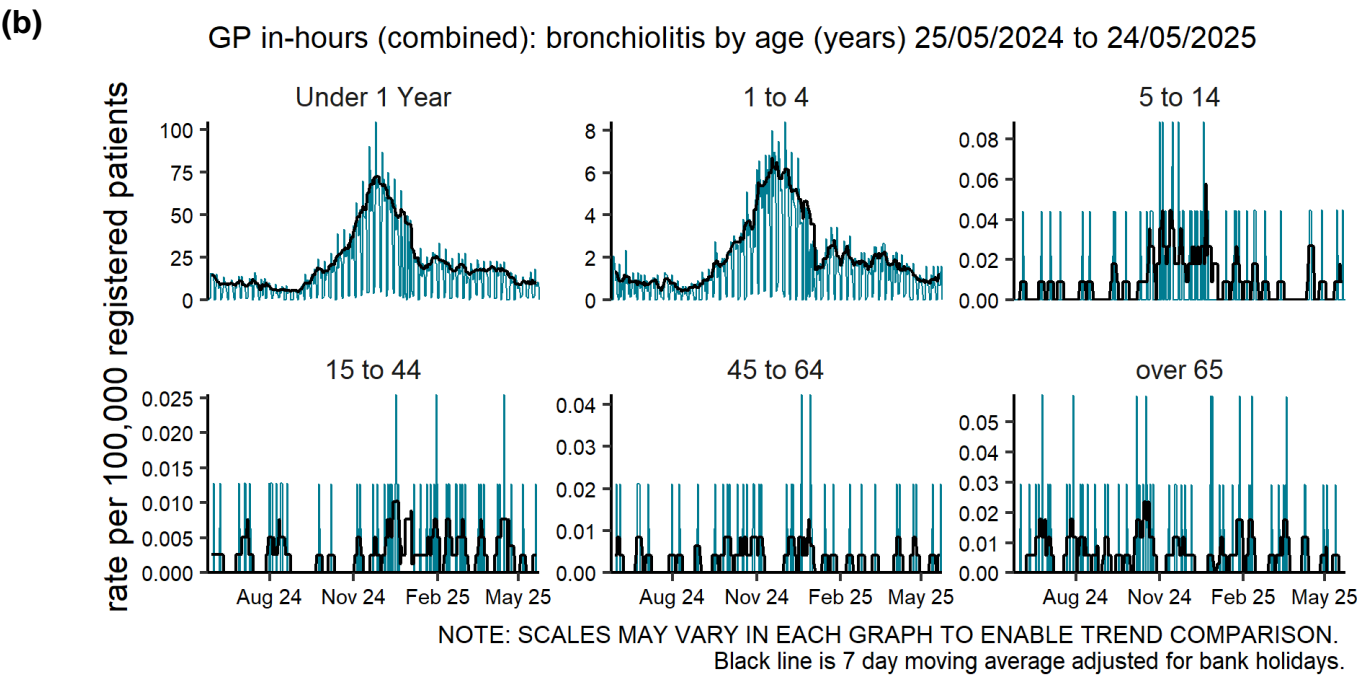 (b)
GP in-hours (combined): bronchiolitis by age (years) 25/05/2024 to 24/05/2025
rate per 100,000 registered patients
Under 1 Year
100
75
50
25
0
1 to 4
8
6
4
2
0
5 to 14
0.08
0.06
0.04
0.02
0.00
15 to 44
0.025
0.020
0.015
0.010
0.005
0.000
Aug 24 Nov 24 Feb 25 May 25
45 to 64
0.04
0.03
0.02
0.01
0.00
Aug 24 Nov 24 Feb 25 May 25
over 65
0.05
0.04
0.03
0.02
0.01
0.00
Aug 24 Nov 24 Feb 25 May 25
NOTE: SCALES MAY VARY IN EACH GRAPH TO ENABLE TREND COMPARISON.
Black line is 7 day moving average adjusted for bank holidays.